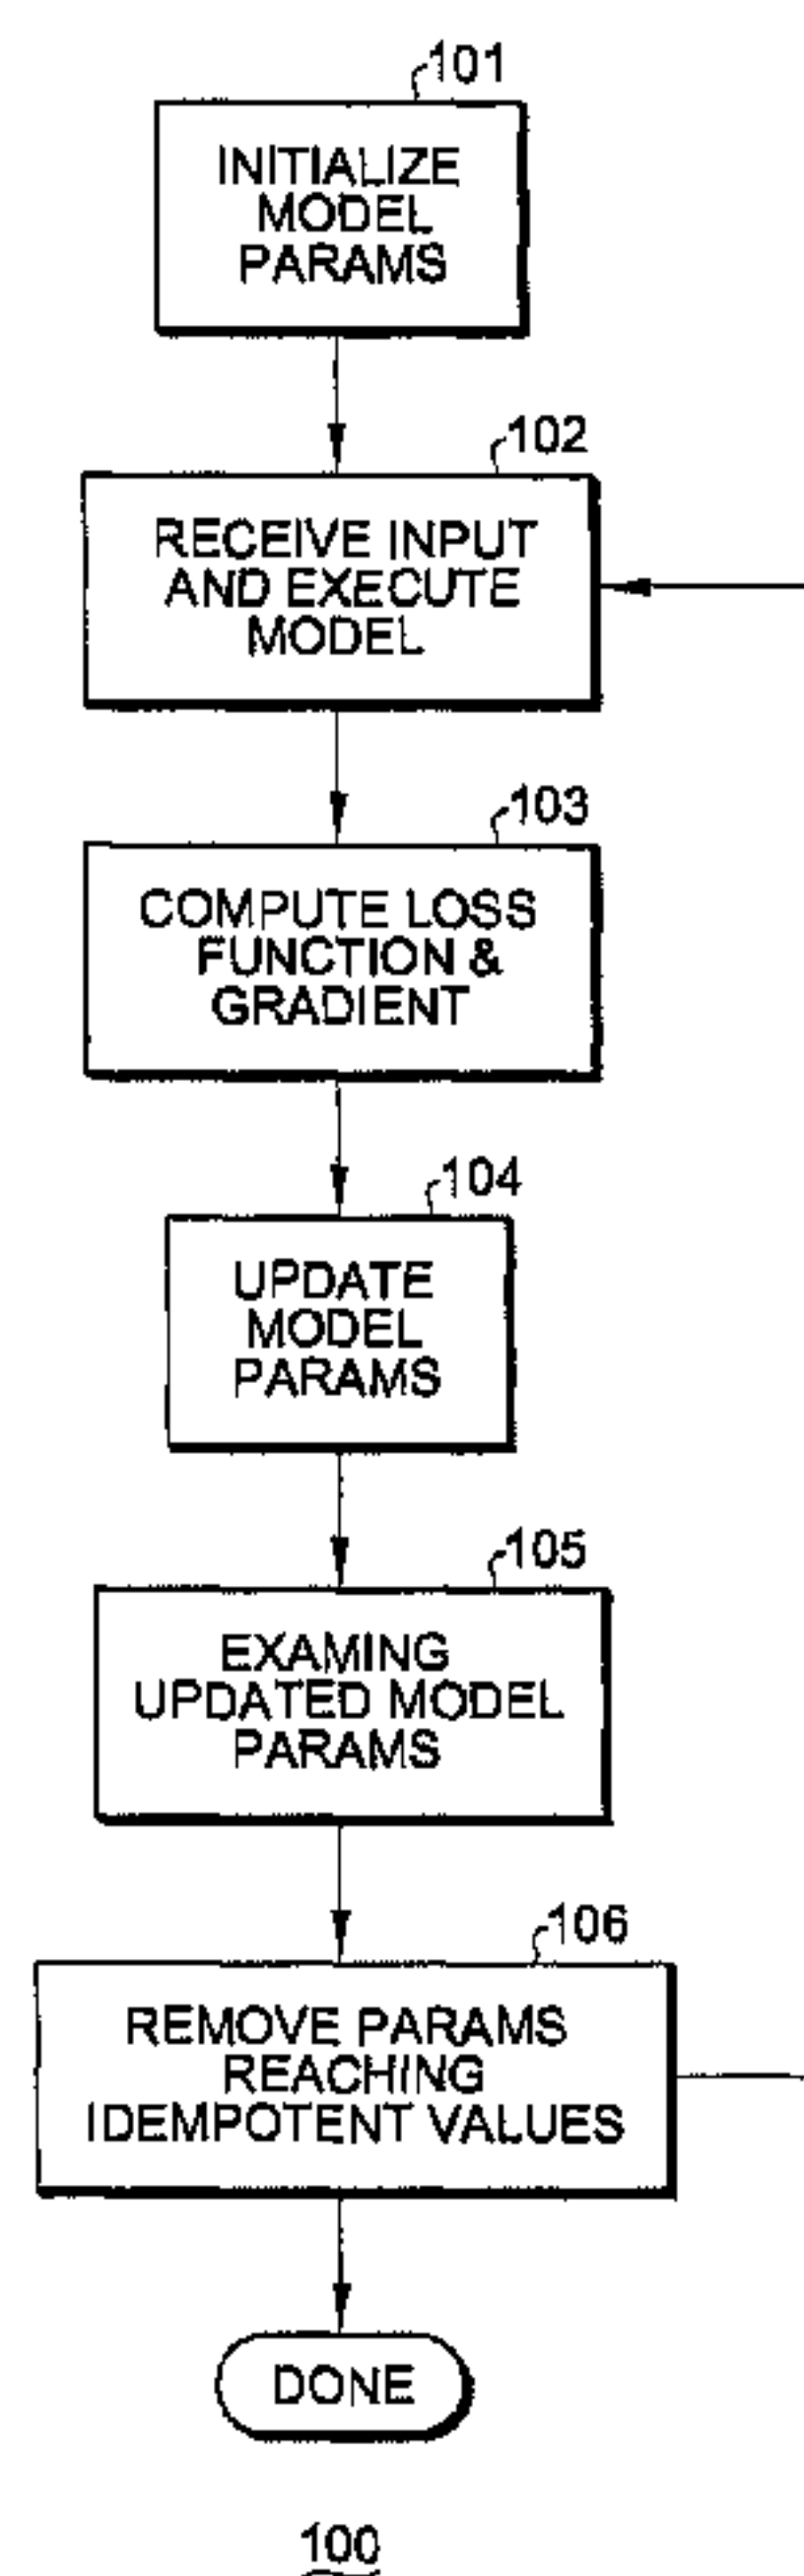 101
INITIALIZE
MODEL
PARAMS
102
RECEIVE INPUT
AND EXECUTE
MODEL
103
COMPUTE LOSS
FUNCTION &
GRADIENT
104
UPDATE
MODEL
PARAMS
105
EXAMING
UPDATED MODEL
PARAMS
106
REMOVE PARAMS
REACHING
IDEMPOTENT VALUES
DONE
100